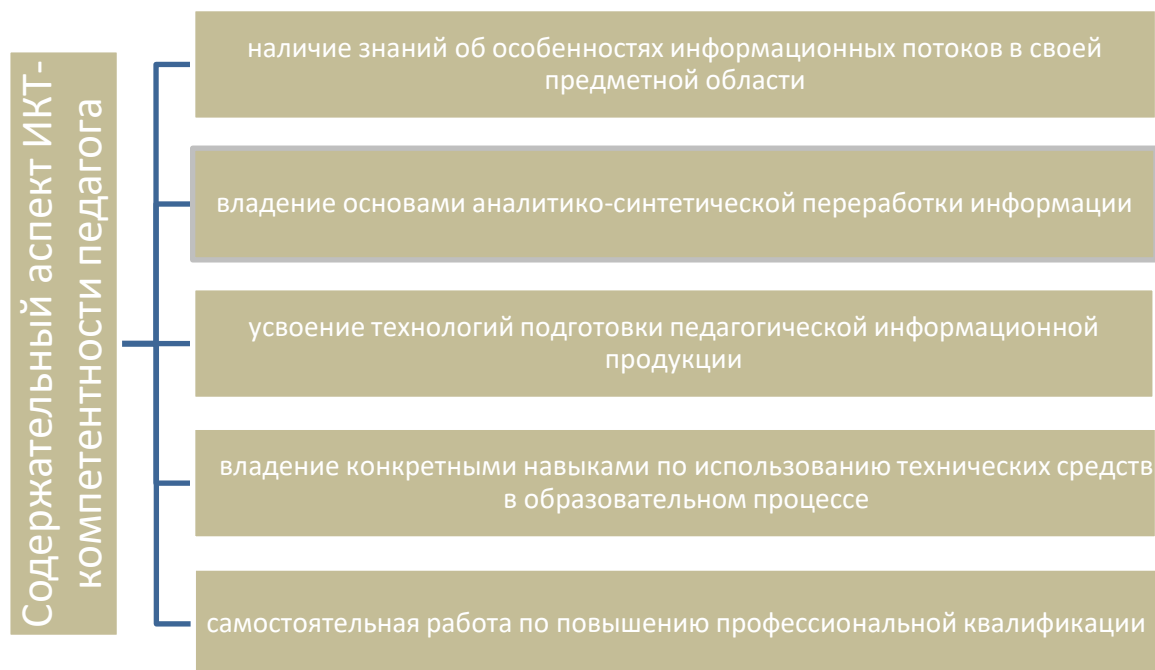 Содержательный аспект ИКТ-
компетентности педагога
наличие знаний об особенностях информационных потоков в своей
предметной области
владение основами аналитико-синтетической переработки информации
усвоение технологий подготовки педагогической информационной
продукции
владение конкретными навыками по использованию технических средств
в образовательном процессе
самостоятельная работа по повышению профессиональной квалификации